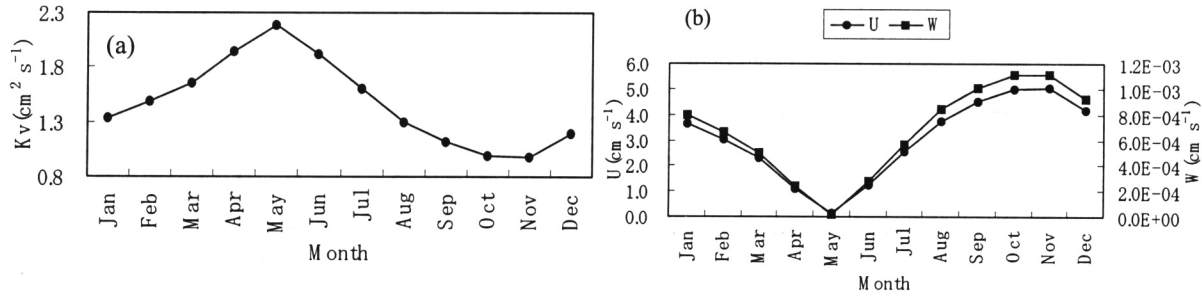 (a)
Kv(cm² s⁻¹)
2.3
1.8
1.3
0.8
Jan
Feb
Mar
Apr
May
Jun
Jul
Aug
Sep
Oct
Nov
Dec
Month
(b)
U W
U(cm s⁻¹)
6.0
5.0
4.0
3.0
2.0
1.0
0.0
1.2E-03
1.0E-03
8.0E-04
6.0E-04
4.0E-04
2.0E-04
0.0E+00
W(cm s⁻¹)
Jan
Feb
Mar
Apr
May
Jun
Jul
Aug
Sep
Oct
Nov
Dec
Month